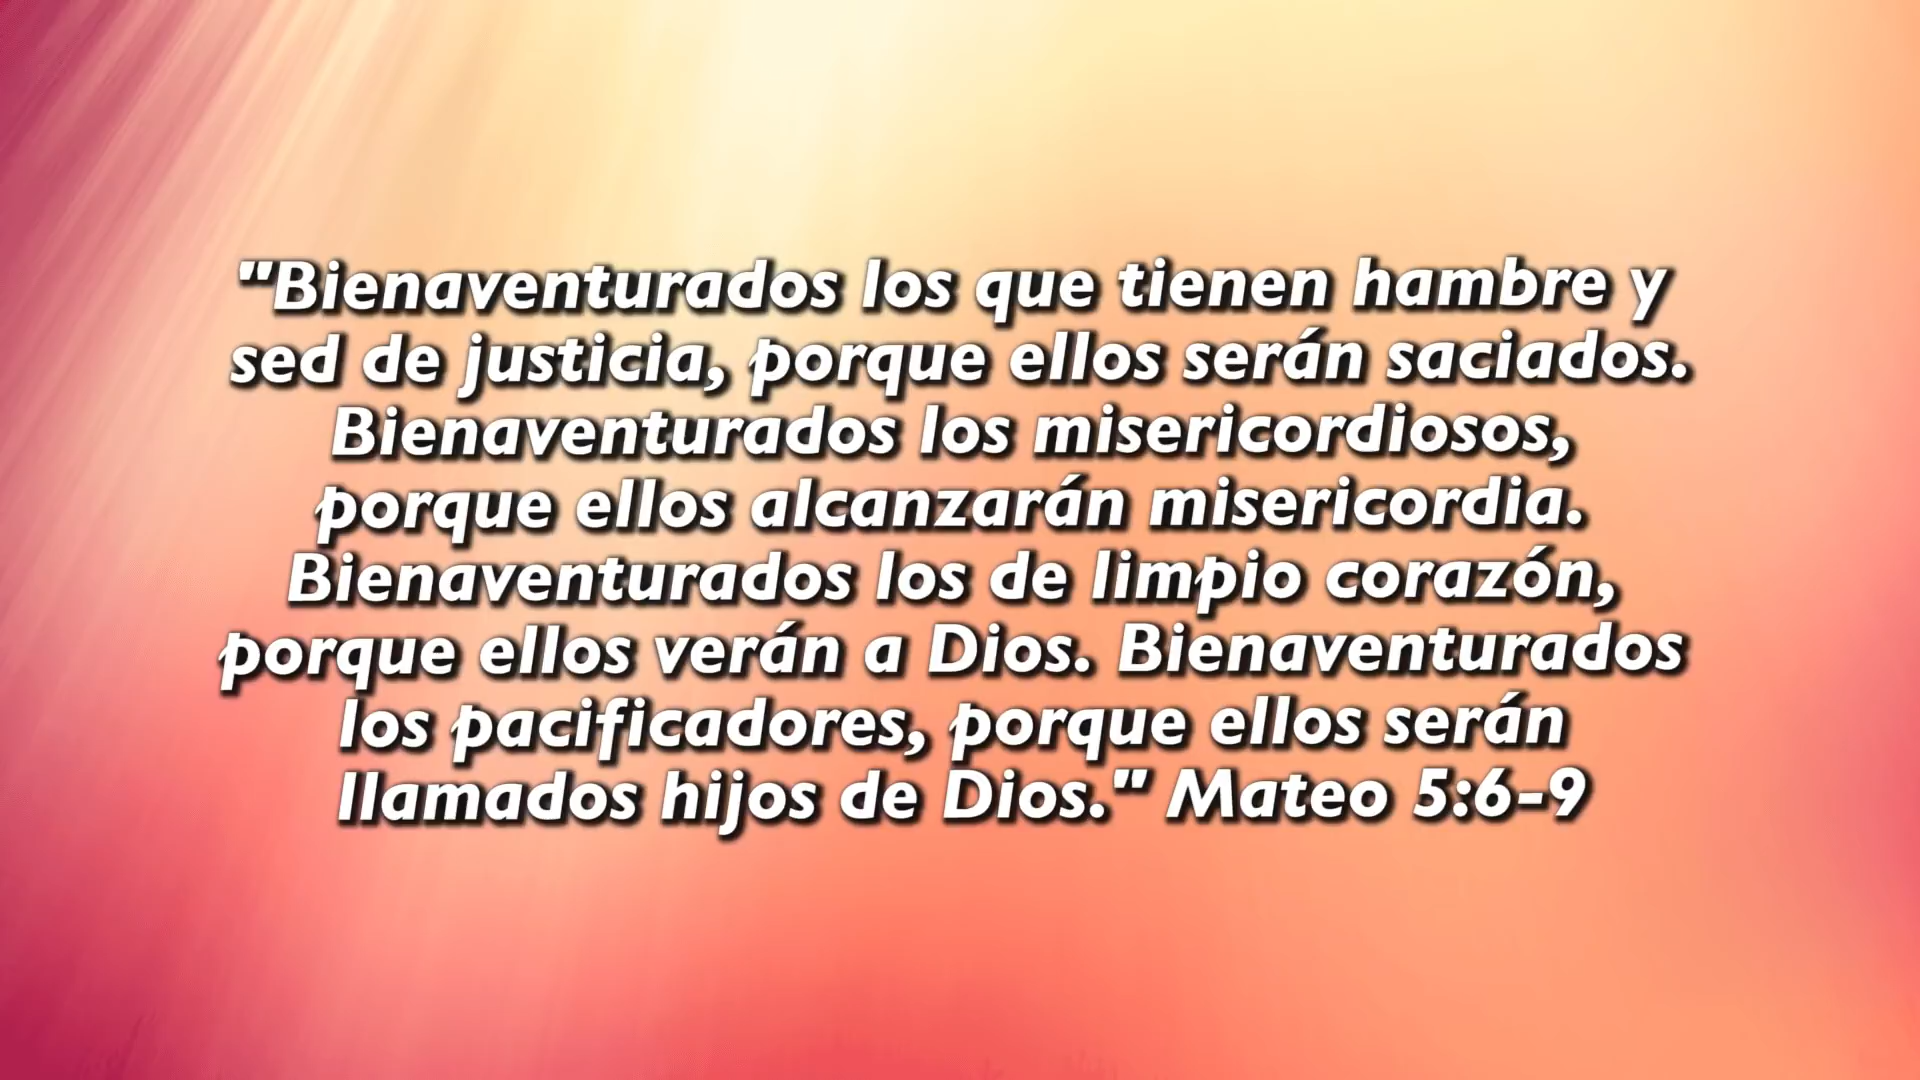 "Bienaventurados los que tienen hambre y
sed de justicia, porque ellos serán saciados.
Bienaventurados los misericordiosos,
porque ellos alcanzarán misericordia.
Bienaventurados los de limpio corazón,
porque ellos verán a Dios. Bienaventurados
los pacificadores, porque ellos serán
llamados hijos de Dios." Mateo 5:6-9